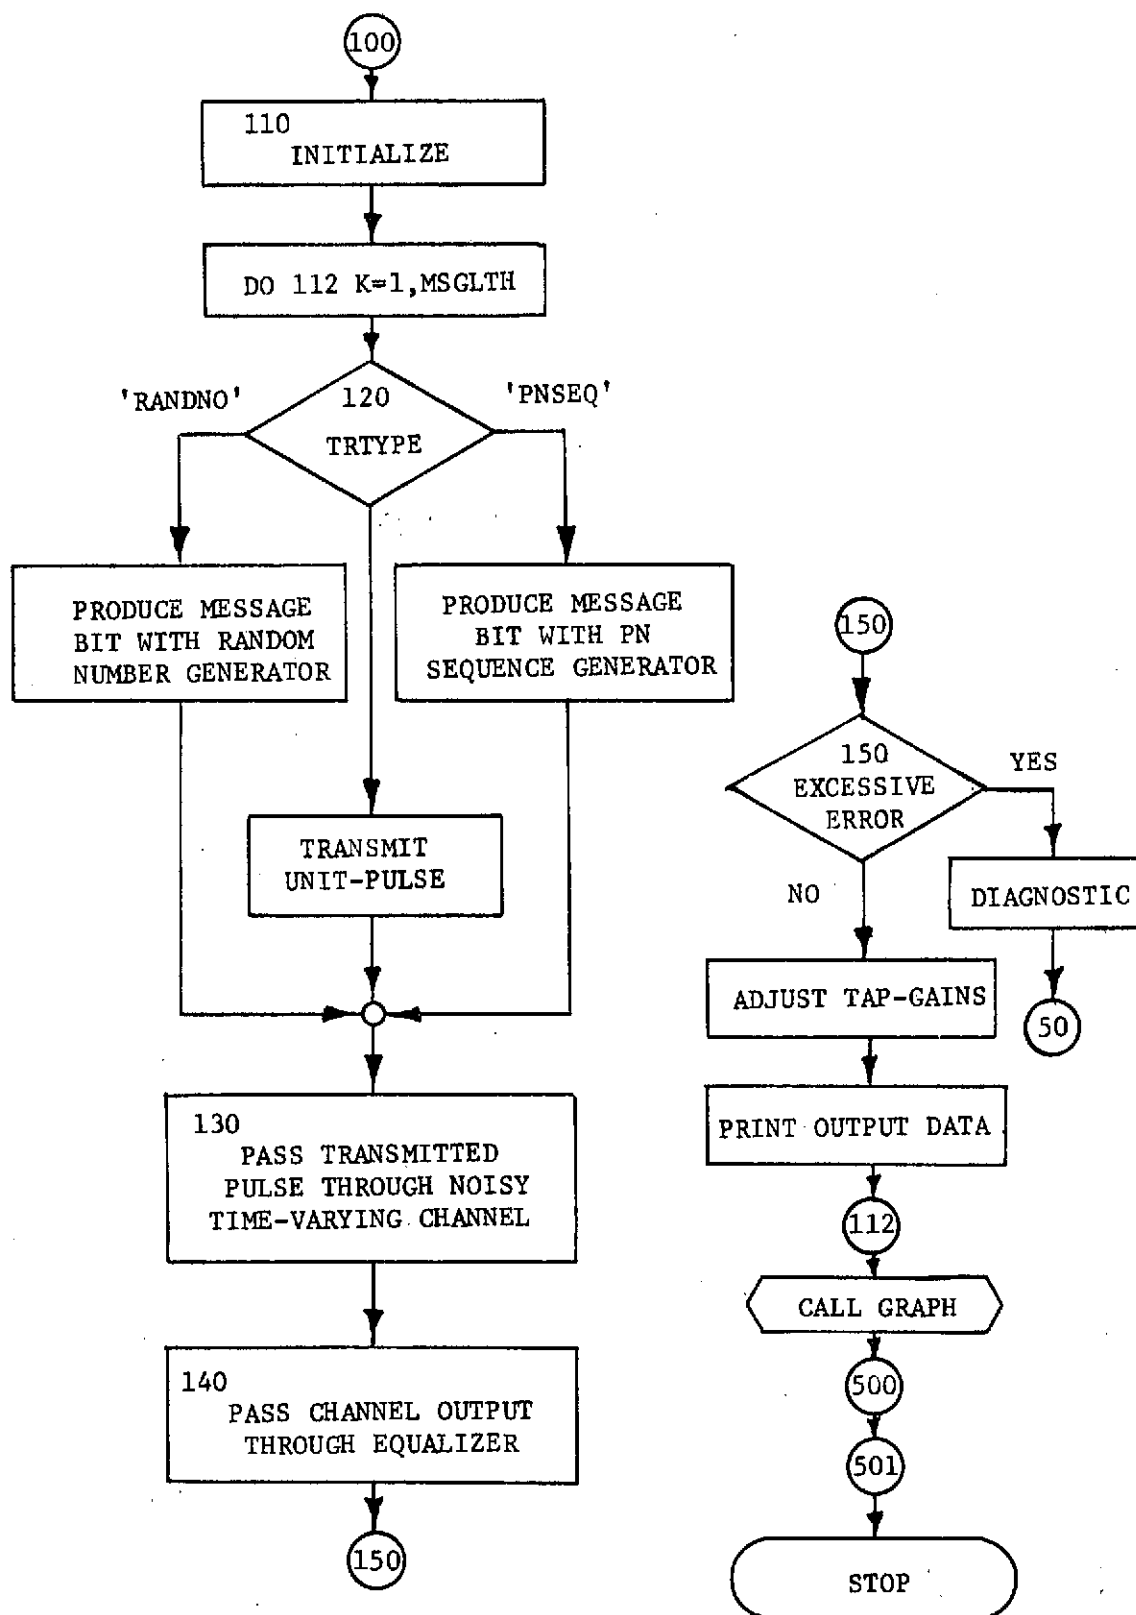 100
110
INITIALIZE
DO 112 K=1,MSGLTH
'RANDNO'
120
TRTYPE
'PNSEQ'
PRODUCE MESSAGE
BIT WITH RANDOM
NUMBER GENERATOR
PRODUCE MESSAGE
BIT WITH PN
SEQUENCE GENERATOR
TRANSMIT
UNIT-PULSE
130
PASS TRANSMITTED
PULSE THROUGH NOISY
TIME-VARYING CHANNEL
140
PASS CHANNEL OUTPUT
THROUGH EQUALIZER
150
150
150
EXCESSIVE
ERROR
YES
NO
DIAGNOSTIC
50
ADJUST TAP-GAINS
PRINT OUTPUT DATA
112
CALL GRAPH
500
501
STOP